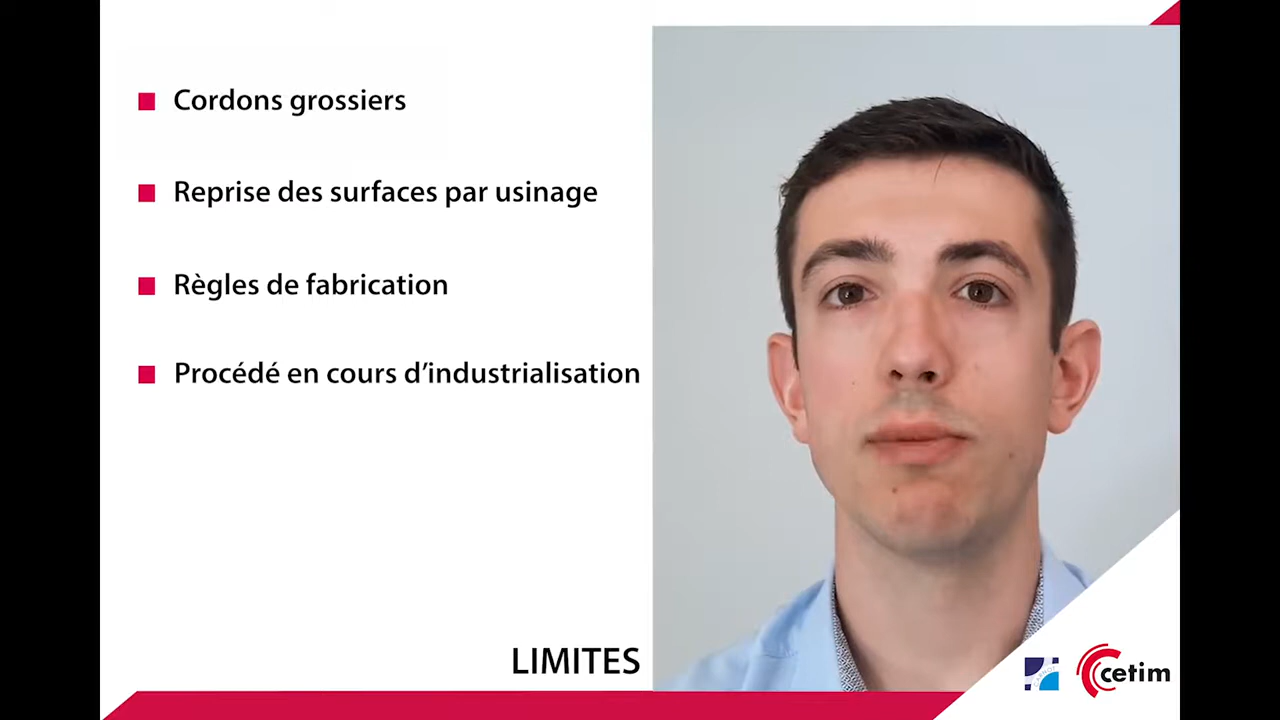 Cordons grossiers
Reprise des surfaces par usinage
Règles de fabrication
Procédé en cours d’industrialisation
LIMITES
cetim